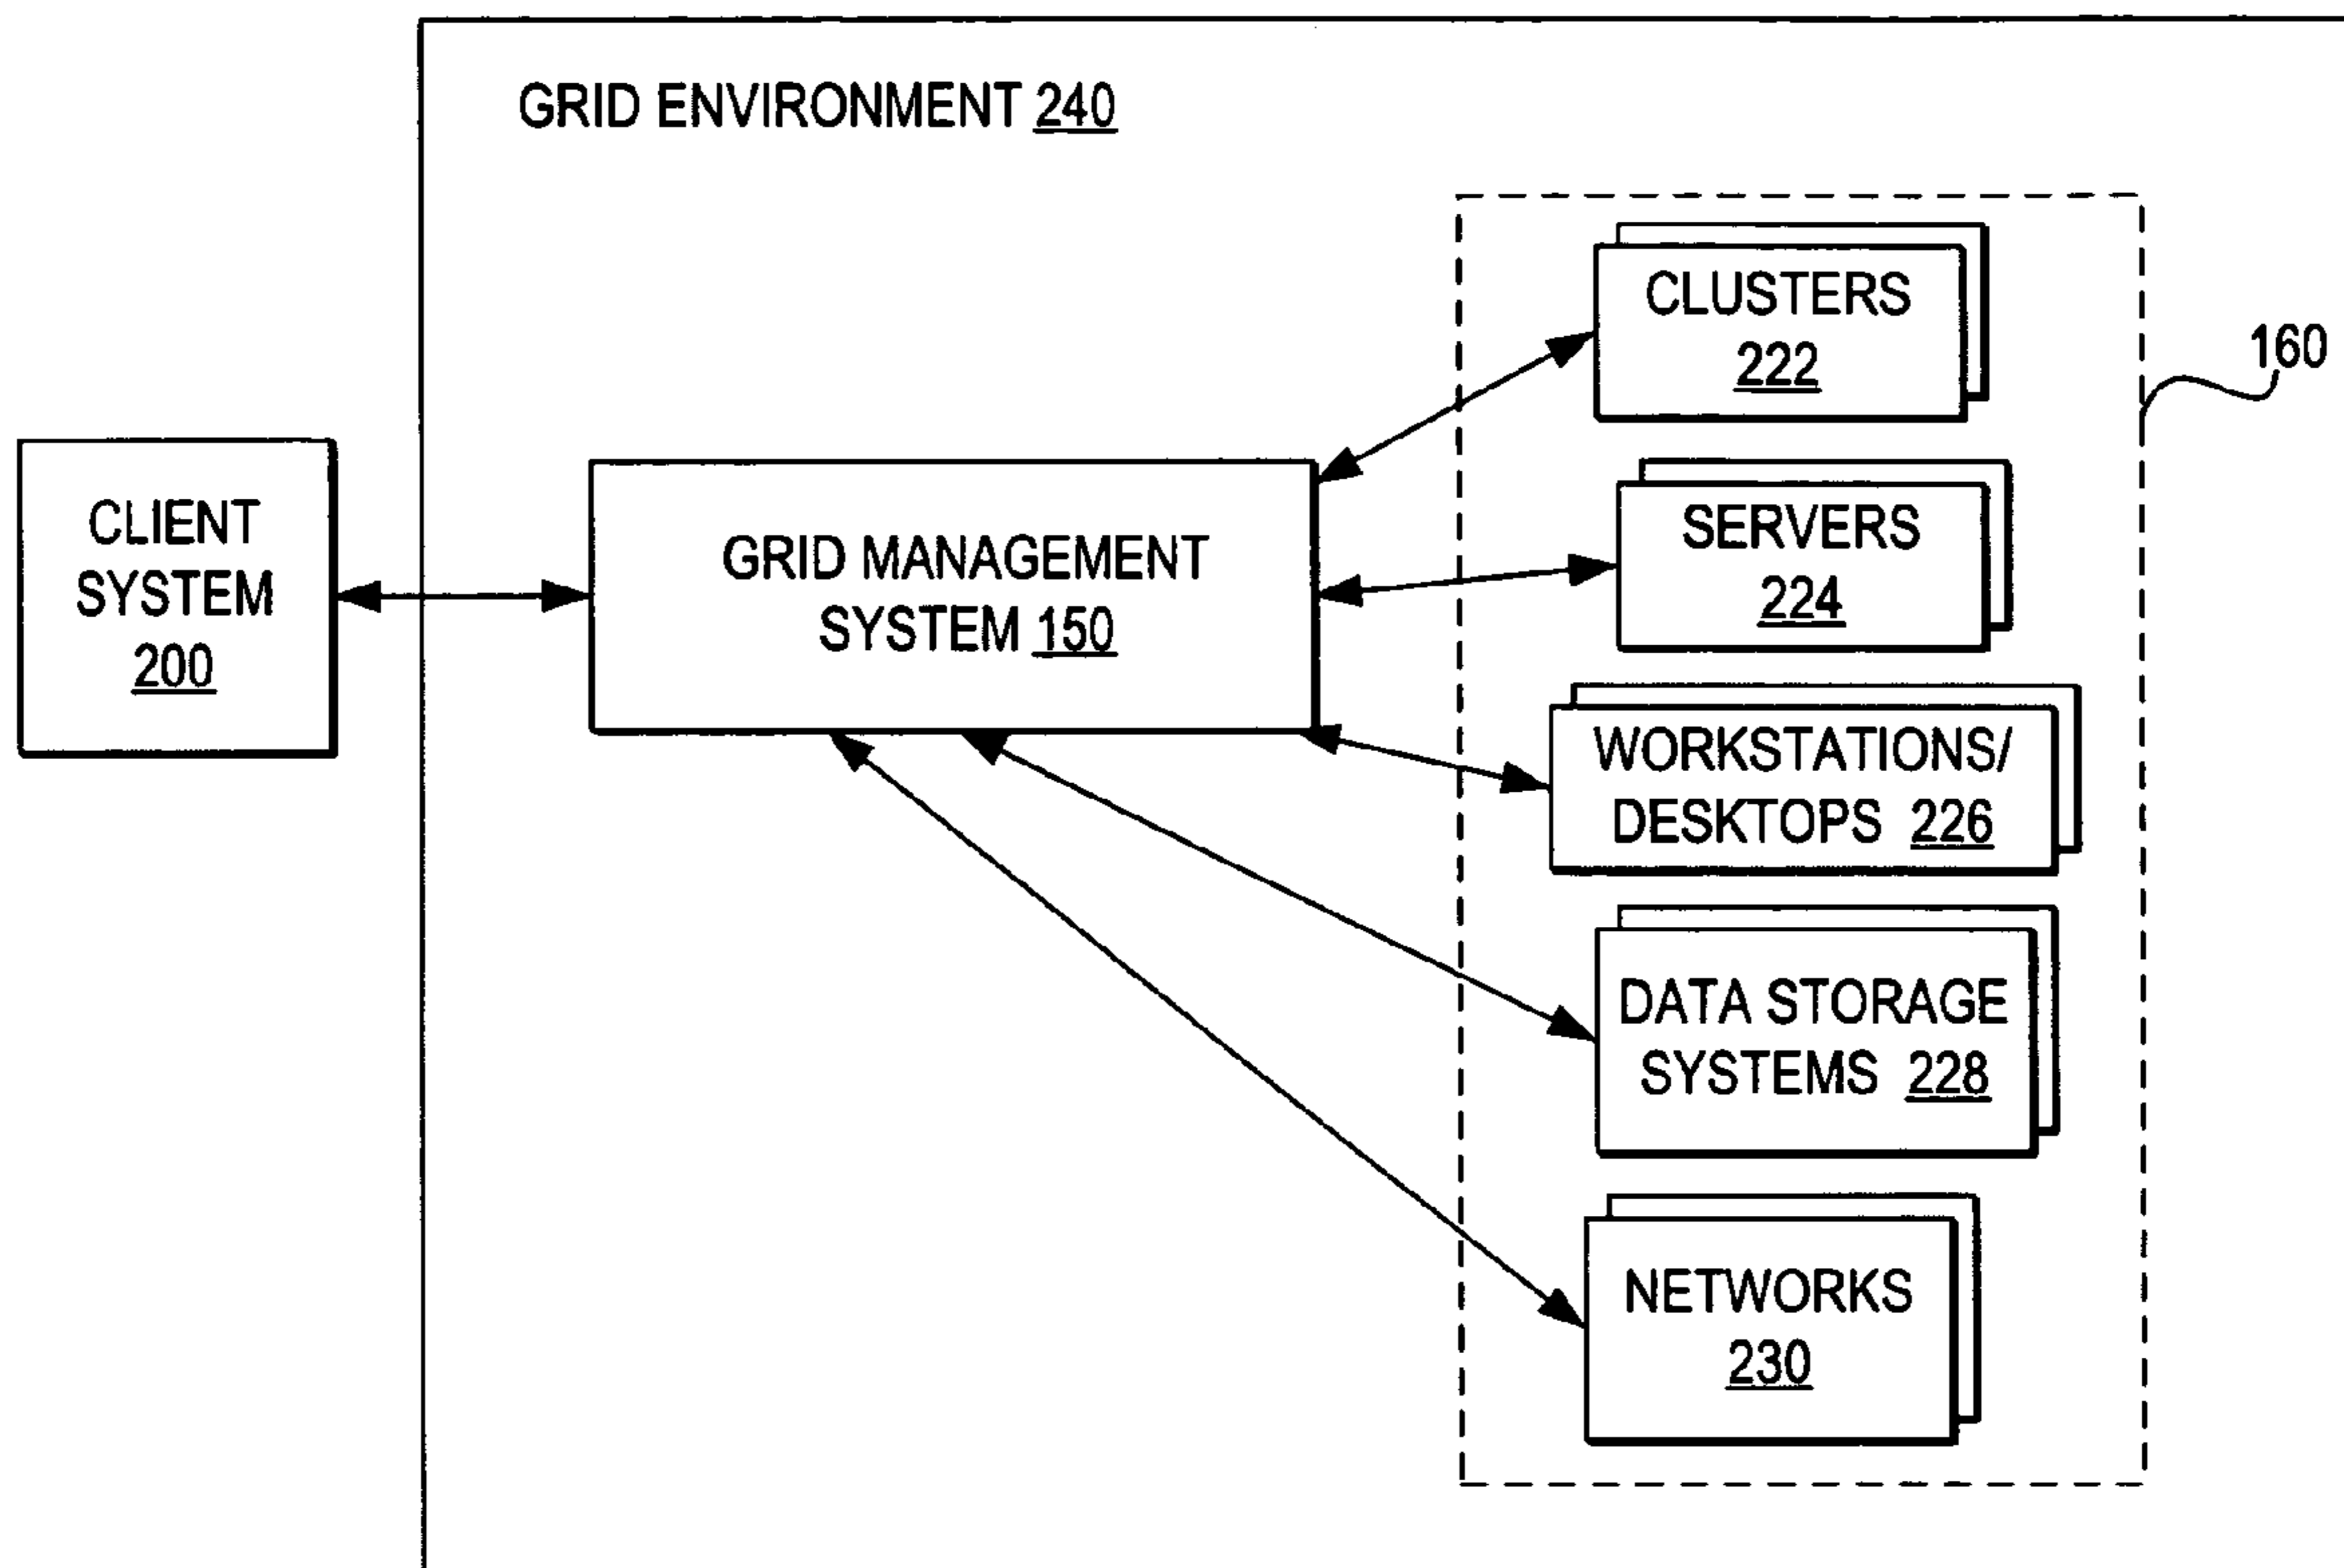 GRID ENVIRONMENT 240
CLUSTERS
222
160
SERVERS
224
CLIENT
SYSTEM
200
GRID MANAGEMENT
SYSTEM 150
WORKSTATIONS/
DESKTOPS 226
DATA STORAGE
SYSTEMS 228
NETWORKS
230